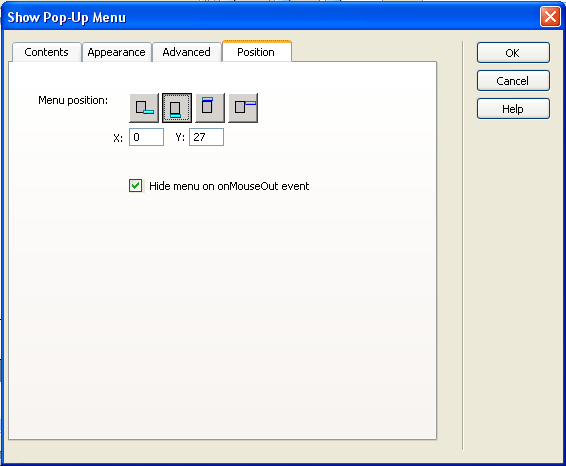 Show Pop-Up Menu
Contents Appearance Advanced Position
OK
Cancel
Help
Menu position:
X: 0 Y: 27
Hide menu on onMouseOut event